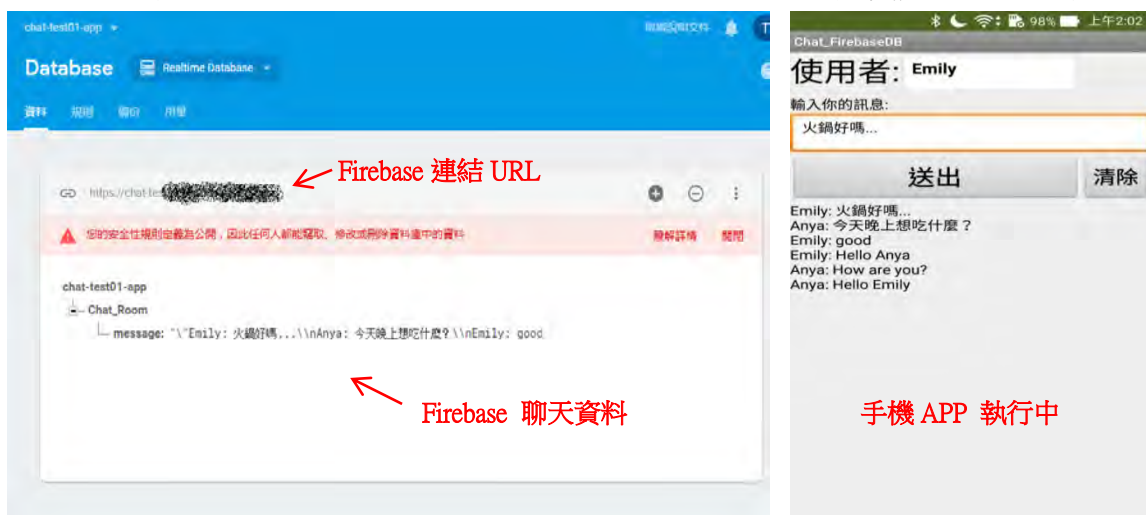 chat-test01-app
Database
Realtime Database
資料 規則 備份 用量
Firebase 連結 URL
https://chat-te
您的安全性規則定義為公開，因此任何人都能竊取、修改或刪除資料庫中的資料
瞭解詳情 關閉
chat-test01-app
Chat_Room
message: "\"Emily: 火鍋好嗎...\\nAnya: 今天晚上想吃什麼？\\nEmily: good
Firebase 聊天資料
98% 上午2:02
Chat_FirebaseDB
使用者: Emily
輸入你的訊息:
火鍋好嗎...
送出 清除
Emily: 火鍋好嗎...
Anya: 今天晚上想吃什麼？
Emily: good
Emily: Hello Anya
Anya: How are you?
Anya: Hello Emily
手機 APP 執行中